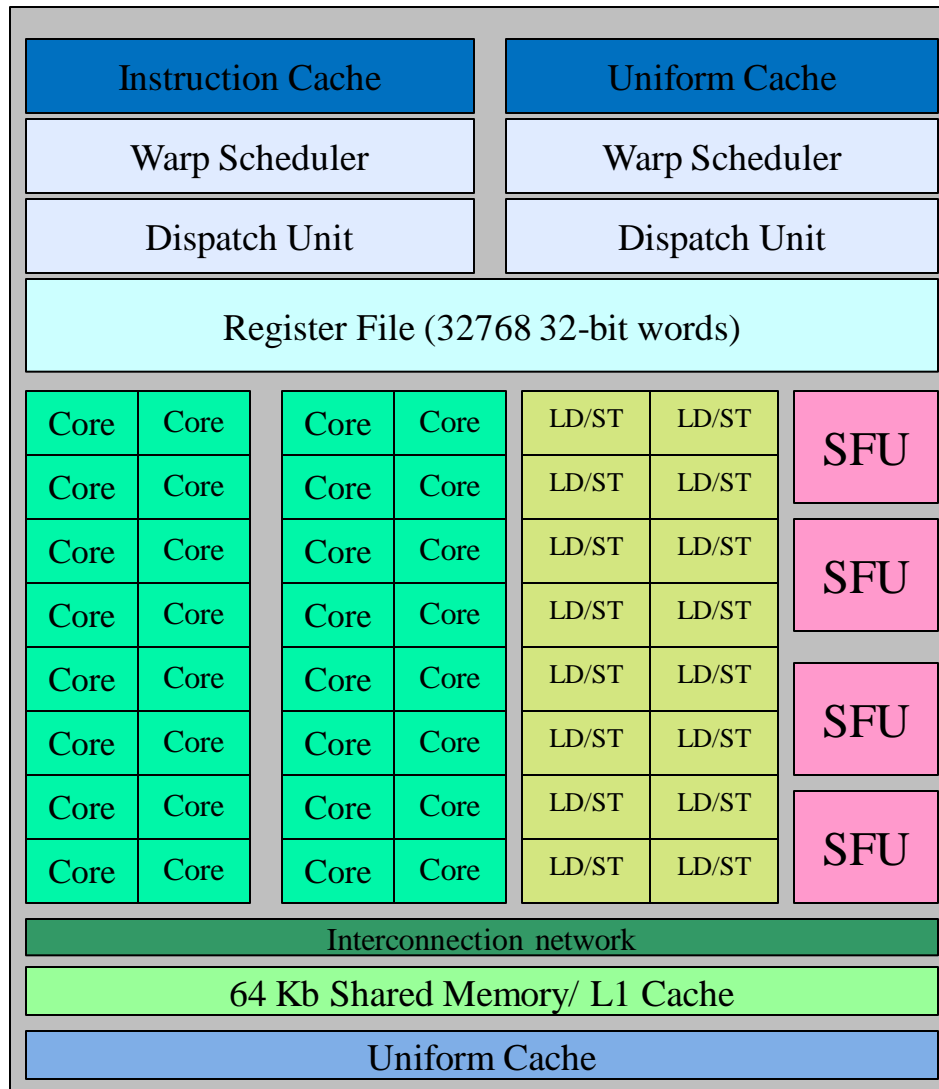 Instruction Cache Uniform Cache
Warp Scheduler Warp Scheduler
Dispatch Unit Dispatch Unit
Register File (32768 32-bit words)
Core Core Core Core LD/ST LD/ST SFU
Core Core Core Core LD/ST LD/ST
Core Core Core Core LD/ST LD/ST SFU
Core Core Core Core LD/ST LD/ST
Core Core Core Core LD/ST LD/ST SFU
Core Core Core Core LD/ST LD/ST
Core Core Core Core LD/ST LD/ST SFU
Core Core Core Core LD/ST LD/ST
Interconnection network
64 Kb Shared Memory/ L1 Cache
Uniform Cache